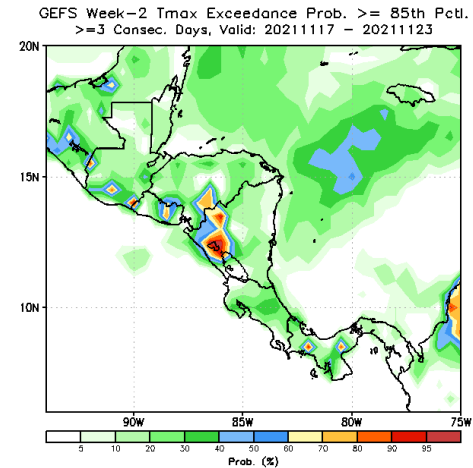 GEFS Week-2 Tmax Exceedance Prob. >= 85th Pctl.
>=3 Consec. Days, Valid: 20211117 - 20211123
20N
15N
10N
90W 85W 80W 75W
5 10 20 30 40 50 60 70 80 90 95
Prob. (%)